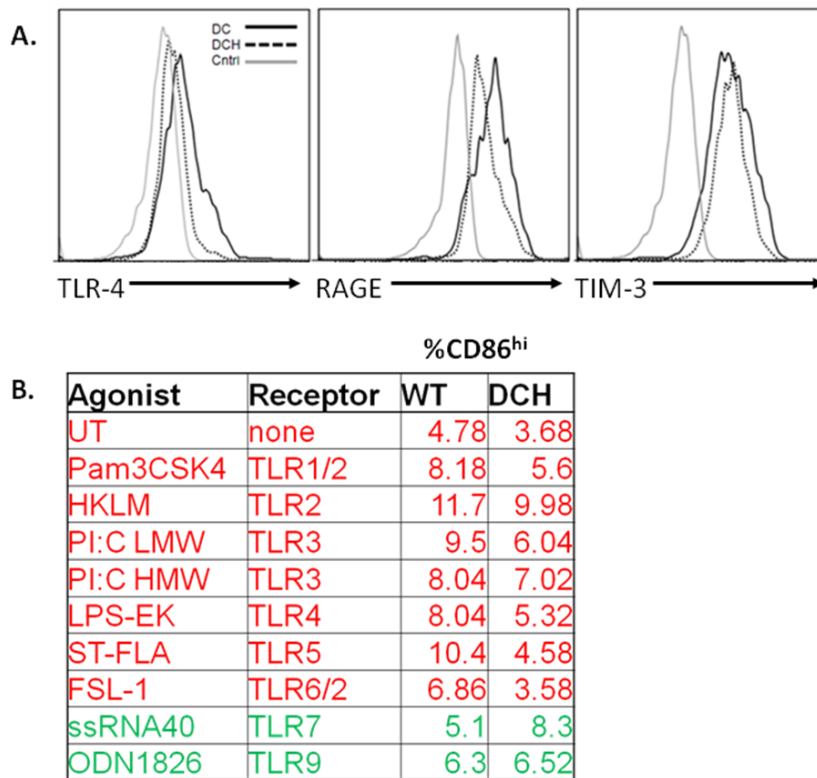 A.
DC
DCH
Cntrl
TLR-4
RAGE
TIM-3
%CD86hi
B.
Agonist Receptor WT DCH
UT none 4.78 3.68
Pam3CSK4 TLR1/2 8.18 5.6
HKLM TLR2 11.7 9.98
PI:C LMW TLR3 9.5 6.04
PI:C HMW TLR3 8.04 7.02
LPS-EK TLR4 8.04 5.32
ST-FLA TLR5 10.4 4.58
FSL-1 TLR6/2 6.86 3.58
ssRNA40 TLR7 5.1 8.3
ODN1826 TLR9 6.3 6.52